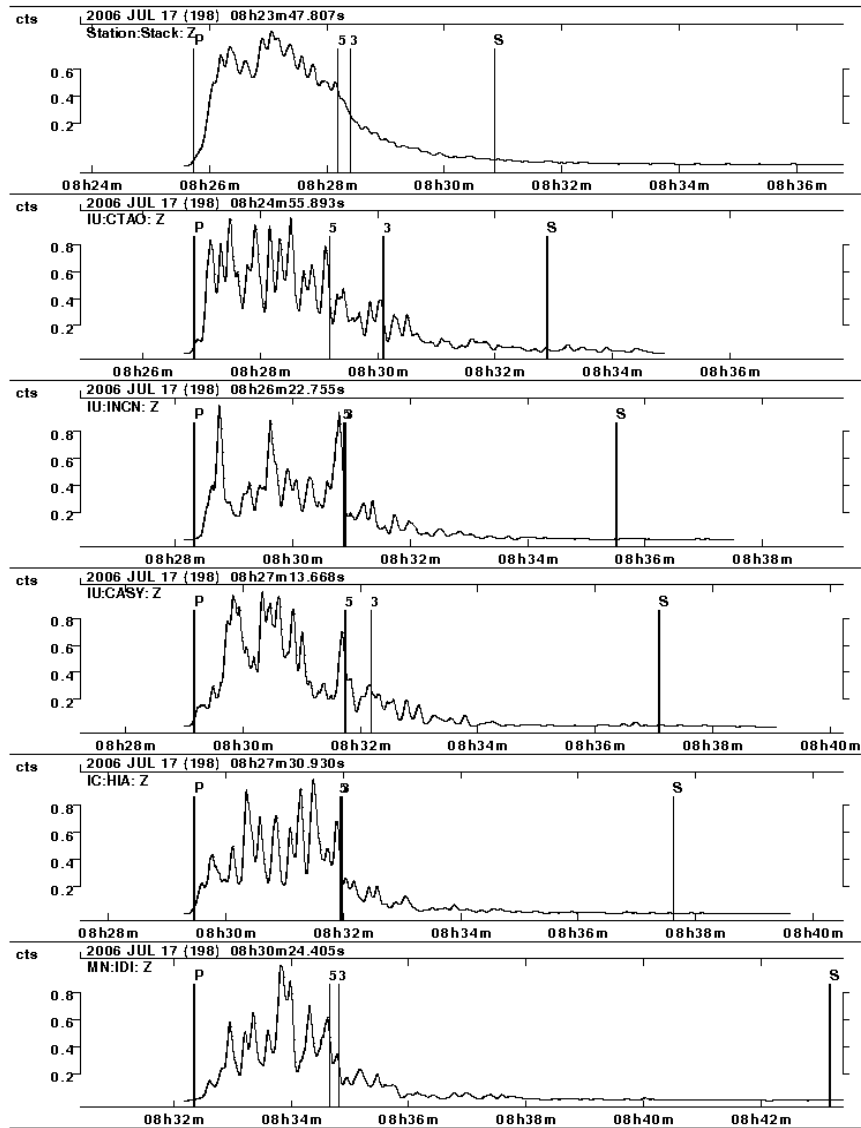 cts 2006 JUL 17 (198) 08h23m47.807s
Station:Stack: Z
P 5 3 S
0.6
0.4
0.2
08h24m 08h26m 08h28m 08h30m 08h32m 08h34m 08h36m
cts 2006 JUL 17 (198) 08h24m55.893s
IU:CTAO: Z
P 5 3 S
0.8
0.6
0.4
0.2
08h26m 08h28m 08h30m 08h32m 08h34m 08h36m
cts 2006 JUL 17 (198) 08h26m22.755s
IU:INCN: Z
P 5 3 S
0.8
0.6
0.4
0.2
08h28m 08h30m 08h32m 08h34m 08h36m 08h38m
cts 2006 JUL 17 (198) 08h27m13.668s
IU:CASY: Z
P 5 3 S
0.8
0.6
0.4
0.2
08h28m 08h30m 08h32m 08h34m 08h36m 08h38m 08h40m
cts 2006 JUL 17 (198) 08h27m30.930s
IC:HIA: Z
P 5 3 S
0.8
0.6
0.4
0.2
08h28m 08h30m 08h32m 08h34m 08h36m 08h38m 08h40m
cts 2006 JUL 17 (198) 08h30m24.405s
MN:IDI: Z
P 5 3 S
0.8
0.6
0.4
0.2
08h32m 08h34m 08h36m 08h38m 08h40m 08h42m